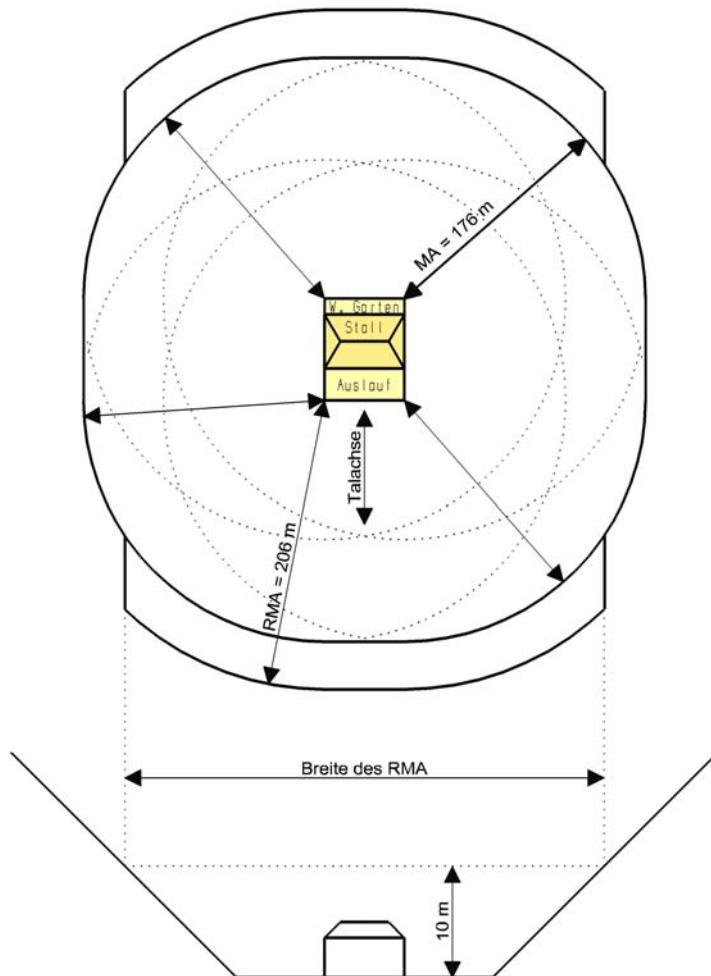 MA = 176 m
W. Garten
Stall
Auslauf
Talachse
RMA = 206 m
Breite des RMA
10 m